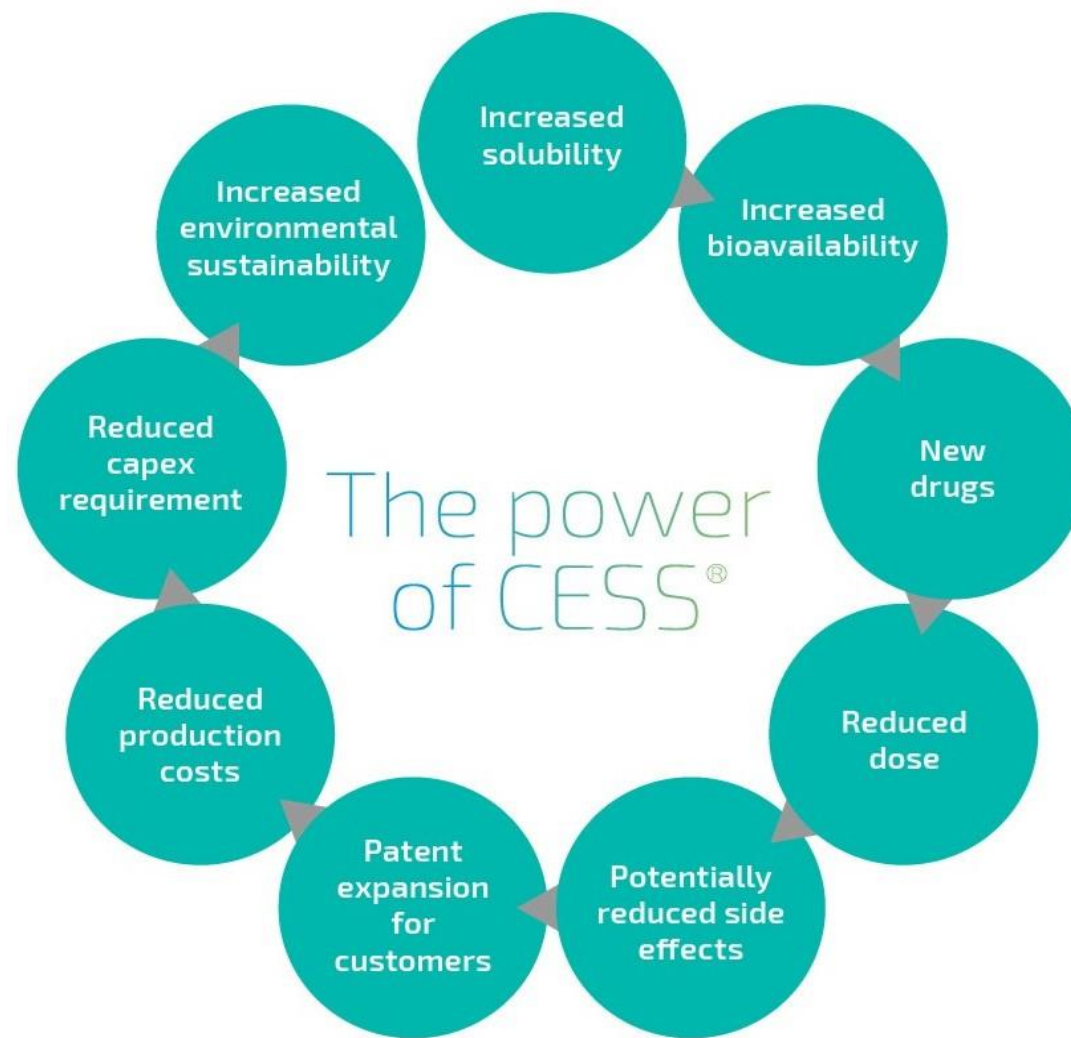 Increased
solubility
Increased
bioavailability
New
drugs
Reduced
dose
Potentially
reduced side
effects
Patent
expansion
for
customers
Reduced
production
costs
Reduced
capex
requirement
Increased
environmental
sustainability
The power
of CESS®